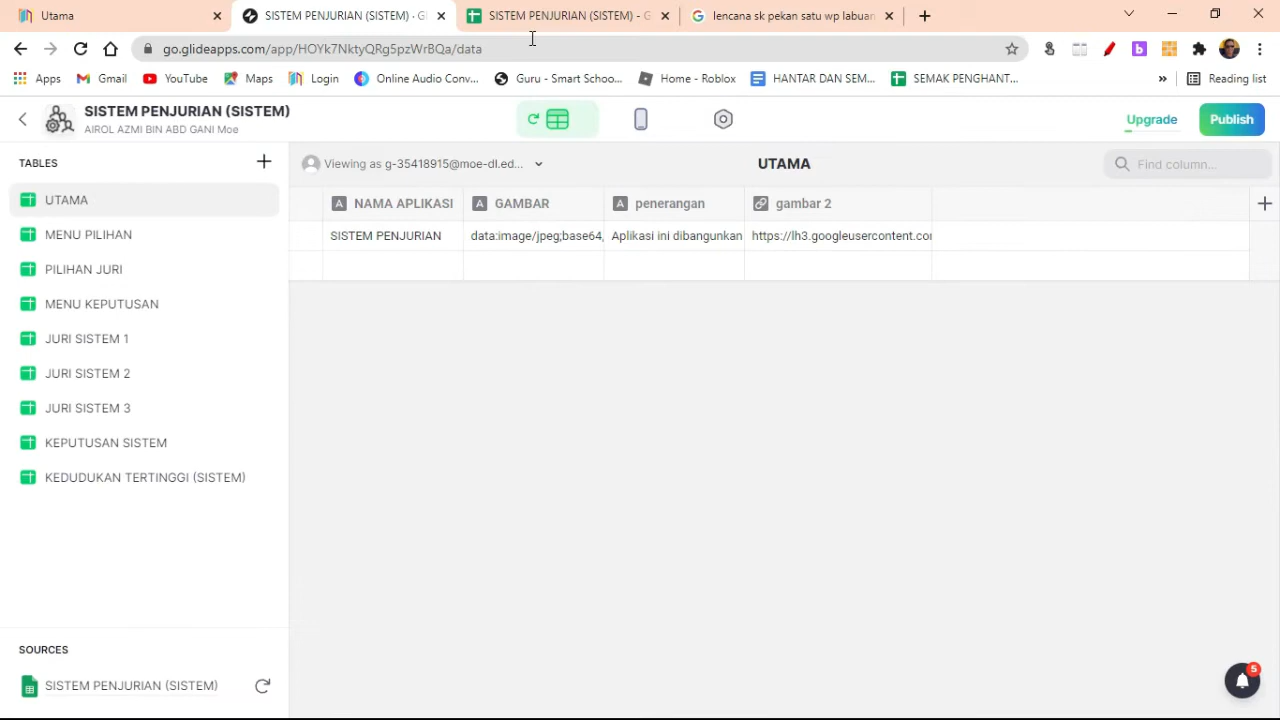 Utama
SISTEM PENJURIAN (SISTEM) · Gl
SISTEM PENJURIAN (SISTEM) - G
lencana sk pekan satu wp labuan
go.glideapps.com/app/HOYk7NktyQRg5pzWrBQa/data
Apps
Gmail
YouTube
Maps
Login
Online Audio Conv...
Guru - Smart Schoo...
Home - Roblox
HANTAR DAN SEM...
SEMAK PENGHANT...
Reading list
SISTEM PENJURIAN (SISTEM)
AIROL AZMI BIN ABD GANI Moe
Upgrade
Publish
TABLES
Viewing as g-35418915@moe-dl.ed...
UTAMA
Find column...
UTAMA
MENU PILIHAN
PILIHAN JURI
MENU KEPUTUSAN
JURI SISTEM 1
JURI SISTEM 2
JURI SISTEM 3
KEPUTUSAN SISTEM
KEDUDUKAN TERTINGGI (SISTEM)
NAMA APLIKASI
GAMBAR
penerangan
gambar 2
SISTEM PENJURIAN
data:image/jpeg;base64,
Aplikasi ini dibangunkan
https://lh3.googleusercontent.co
SOURCES
SISTEM PENJURIAN (SISTEM)
5